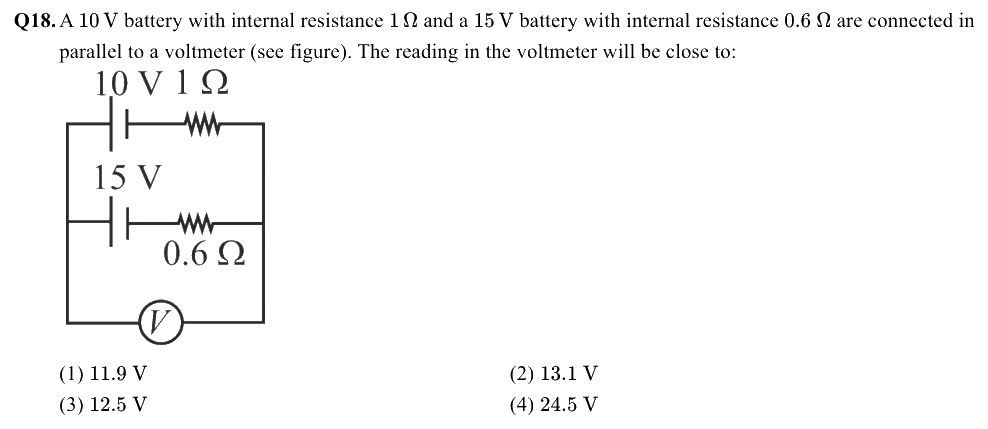 Q18. A 10 V battery with internal resistance 1 Ω and a 15 V battery with internal resistance 0.6 Ω are connected in
parallel to a voltmeter (see figure). The reading in the voltmeter will be close to:
10 V 1 Ω
15 V
0.6 Ω
V
(1) 11.9 V (2) 13.1 V
(3) 12.5 V (4) 24.5 V